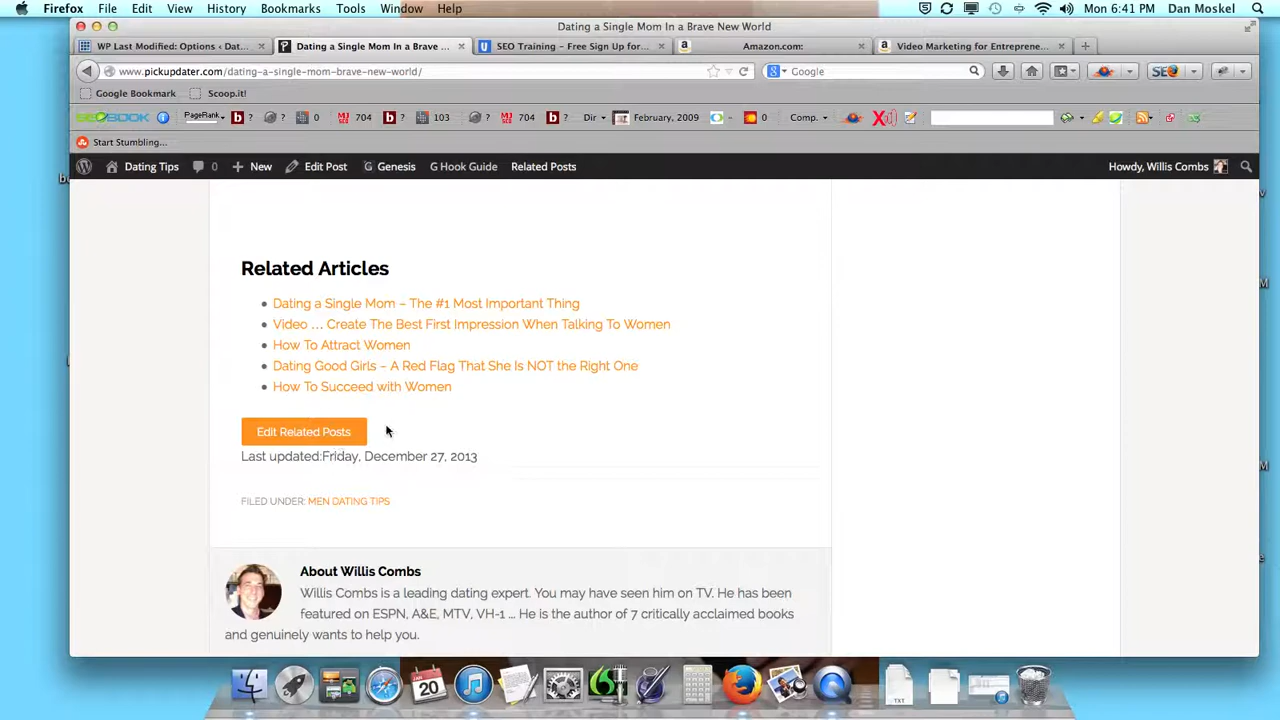 Firefox File Edit View History Bookmarks Tools Window Help Mon 6:41 PM Dan Moskel
Dating a Single Mom In a Brave New World
WP Last Modified: Options ‹ Dat... Dating a Single Mom In a Brave ... SEO Training – Free Sign Up for... Amazon.com: Video Marketing for Entreprene...
www.pickupdater.com/dating-a-single-mom-brave-new-world/ Google
Google Bookmark Scoop.it!
SEOBOOK PageRank ? ? 0 704 ? 103 ? 704 ? Dir February, 2009 0 Comp.
Start Stumbling...
Dating Tips 0 New Edit Post Genesis G Hook Guide Related Posts Howdy, Willis Combs
Related Articles
Dating a Single Mom – The #1 Most Important Thing
Video … Create The Best First Impression When Talking To Women
How To Attract Women
Dating Good Girls – A Red Flag That She Is NOT the Right One
How To Succeed with Women
Edit Related Posts
Last updated:Friday, December 27, 2013
FILED UNDER: MEN DATING TIPS
About Willis Combs
Willis Combs is a leading dating expert. You may have seen him on TV. He has been
featured on ESPN, A&E, MTV, VH-1 ... He is the author of 7 critically acclaimed books
and genuinely wants to help you.
JAN
20
TXT